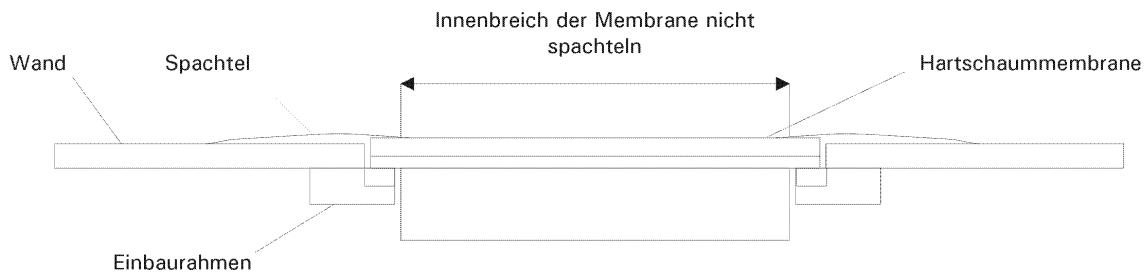 Innenbreich der Membrane nicht
spachteln
Wand
Spachtel
Hartschaummembrane
Einbaurahmen